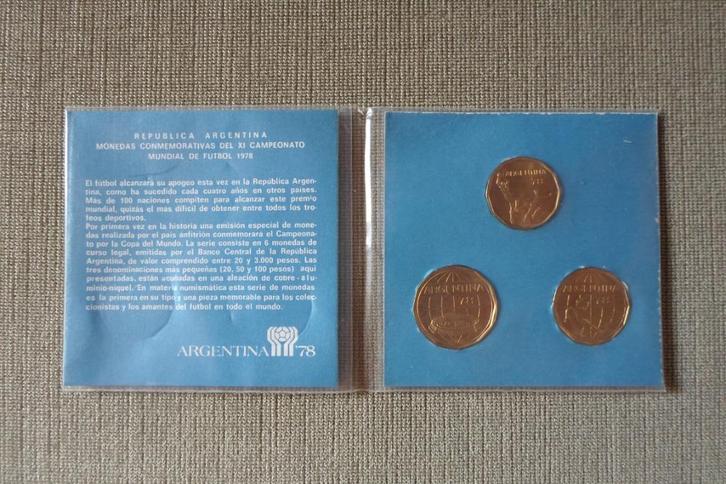 REPUBLICA ARGENTINA
MONEDAS CONMEMORATIVAS DEL XI CAMPEONATO
MUNDIAL DE FUTBOL 1978
El fútbol alcanzará su apogeo esta vez en la República Argen-
tina, como ha sucedido cada cuatro años en otros países.
Más de 100 naciones compiten para alcanzar este premio
mundial, quizás el mas difícil de obtener entre todos los tro-
feos deportivos.
Por primera vez en la historia una emisión especial de mone-
das realizada por el país anfitrión conmemorará el Campeona-
to por la Copa del Mundo. La serie consiste en 6 monedas de
curso legal, emitidas por el Banco Central de la República
Argentina, de valor comprendido entre 20 y 3.000 pesos. Las
tres denominaciones mas pequeñas (20, 50 y 100 pesos) aquí
presentadas, están acuñadas en una aleación de cobre-alu-
minio-niquel. En materia numismática esta serie de monedas
es la primera en su tipo y una pieza memorable para los colec-
cionistas y los amantes del futbol en todo el mundo.
ARGENTINA '78
ARGENTINA
78
ARGENTINA
78
ARGENTINA
78